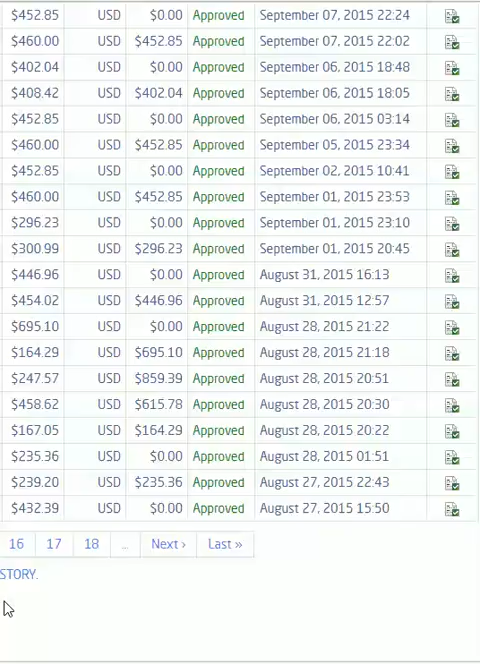 $452.85 USD $0.00 Approved September 07, 2015 22:24
$460.00 USD $452.85 Approved September 07, 2015 22:02
$402.04 USD $0.00 Approved September 06, 2015 18:48
$408.42 USD $402.04 Approved September 06, 2015 18:05
$452.85 USD $0.00 Approved September 06, 2015 03:14
$460.00 USD $452.85 Approved September 05, 2015 23:34
$452.85 USD $0.00 Approved September 02, 2015 10:41
$460.00 USD $452.85 Approved September 01, 2015 23:53
$296.23 USD $0.00 Approved September 01, 2015 23:10
$300.99 USD $296.23 Approved September 01, 2015 20:45
$446.96 USD $0.00 Approved August 31, 2015 16:13
$454.02 USD $446.96 Approved August 31, 2015 12:57
$695.10 USD $0.00 Approved August 28, 2015 21:22
$164.29 USD $695.10 Approved August 28, 2015 21:18
$247.57 USD $859.39 Approved August 28, 2015 20:51
$458.62 USD $615.78 Approved August 28, 2015 20:30
$167.05 USD $164.29 Approved August 28, 2015 20:22
$235.36 USD $0.00 Approved August 28, 2015 01:51
$239.20 USD $235.36 Approved August 27, 2015 22:43
$432.39 USD $0.00 Approved August 27, 2015 15:50
16 17 18 ... Next › Last »
STORY.